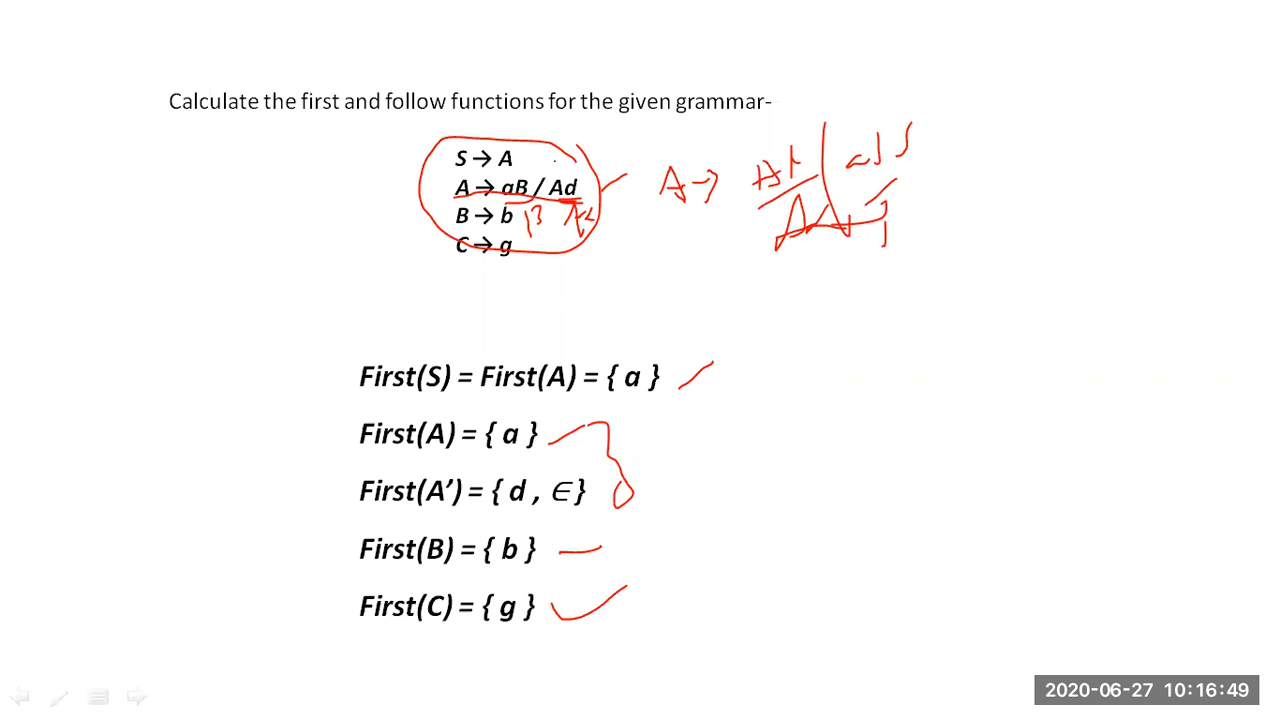 Calculate the first and follow functions for the given grammar-
S → A
A → aB / Ad
B → b
C → g
A →
First(S) = First(A) = { a }
First(A) = { a }
First(A’) = { d , ∈ }
First(B) = { b }
First(C) = { g }
2020-06-27 10:16:49